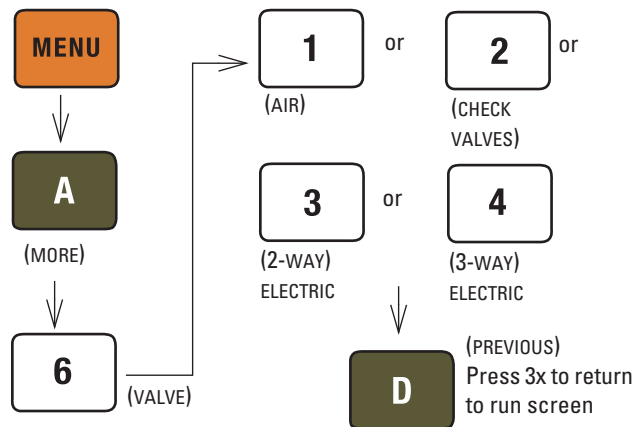 MENU
A
(MORE)
6
(VALVE)
1 or 2 or
(AIR)
(CHECK
VALVES)
3 or 4
(2-WAY)
ELECTRIC
(3-WAY)
ELECTRIC
D
(PREVIOUS)
Press 3x to return
to run screen